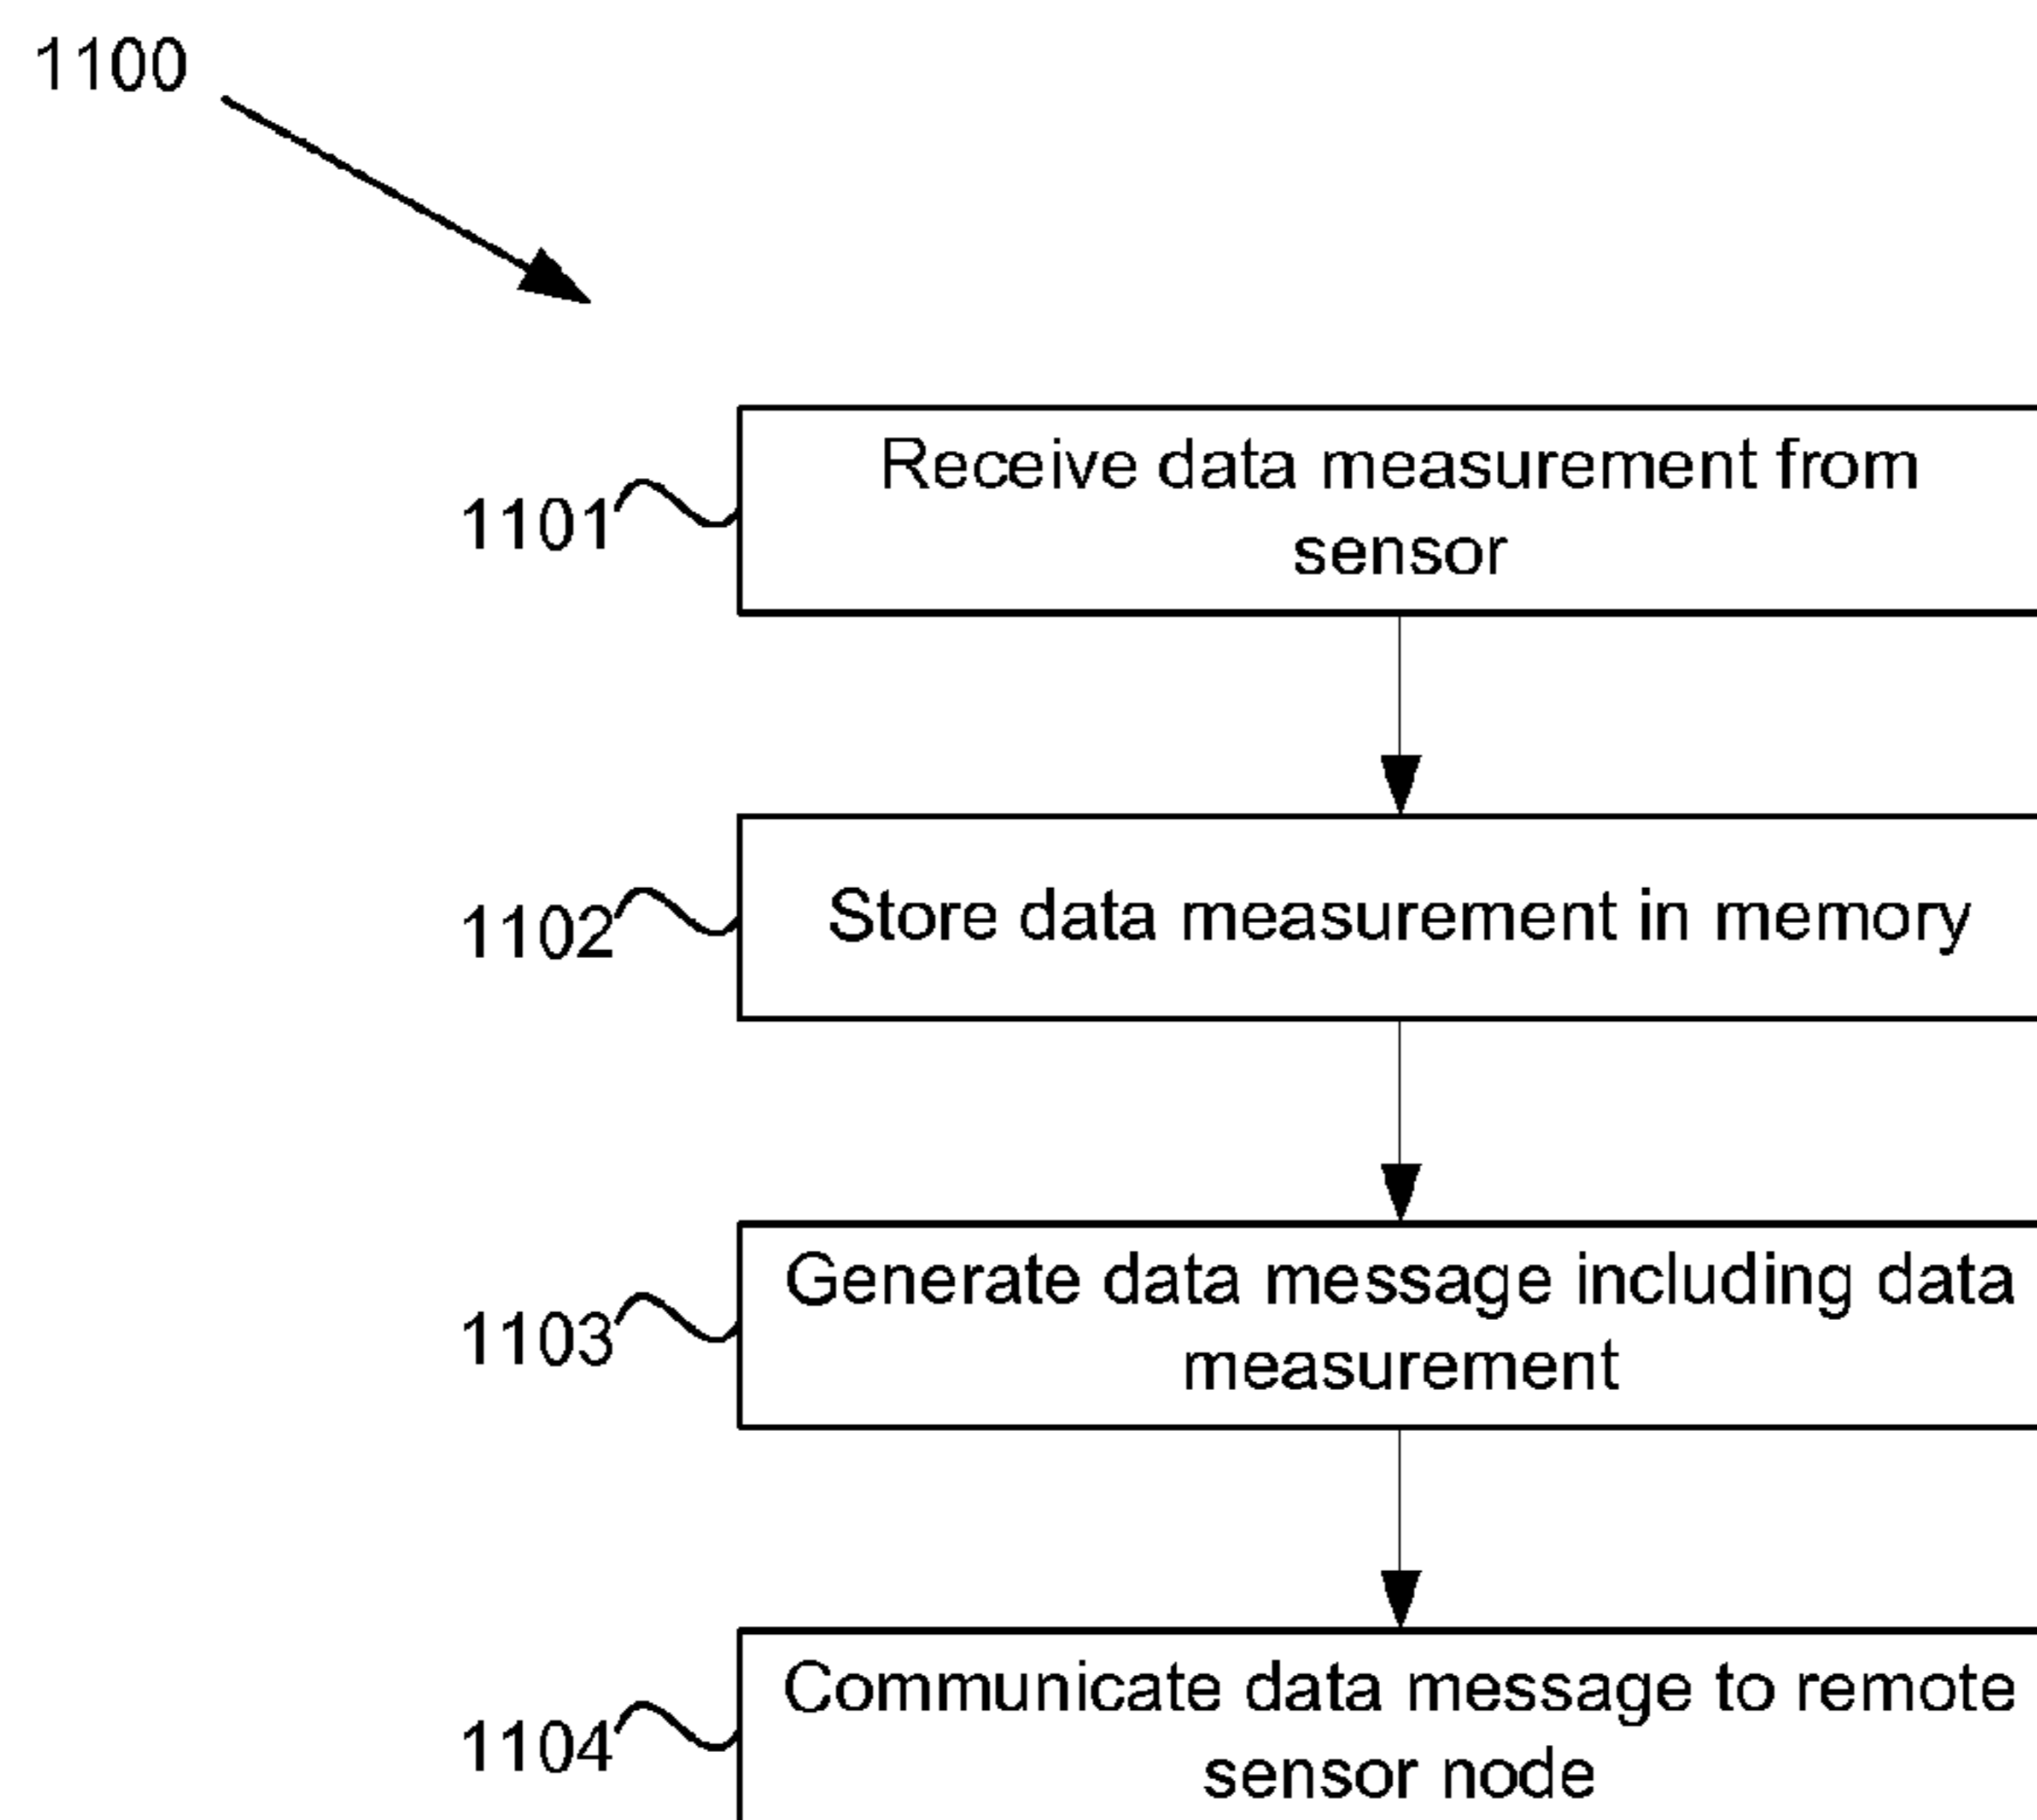 1100
1101
Receive data measurement from
sensor
1102
Store data measurement in memory
1103
Generate data message including data
measurement
1104
Communicate data message to remote
sensor node